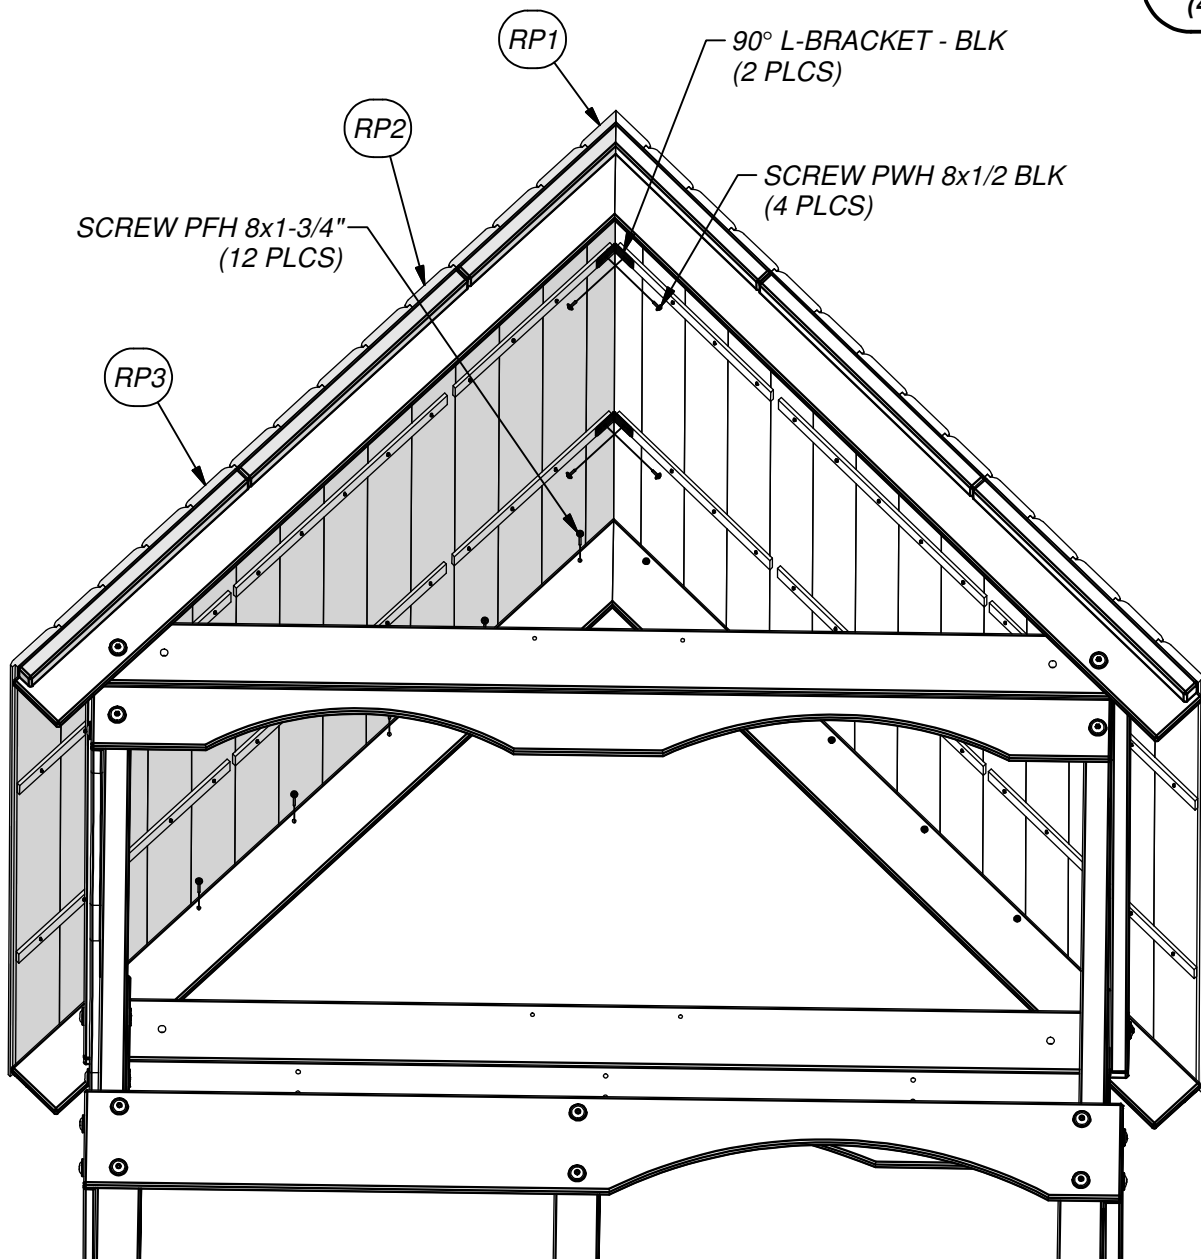 RP1
90° L-BRACKET - BLK
(2 PLCS)
RP2
SCREW PWH 8x1/2 BLK
(4 PLCS)
SCREW PFH 8x1-3/4"
(12 PLCS)
RP3